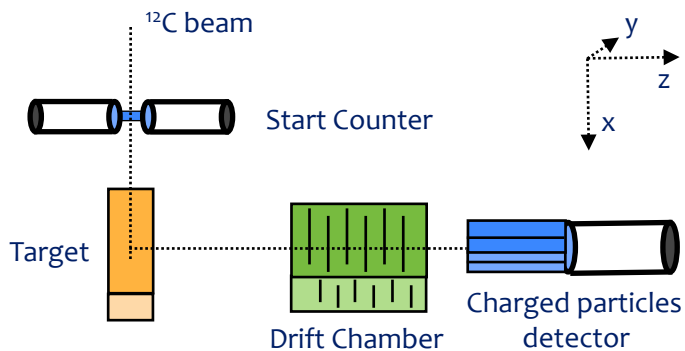 ¹²C beam
y
z
x
Start Counter
Target
Drift Chamber
Charged particles
detector